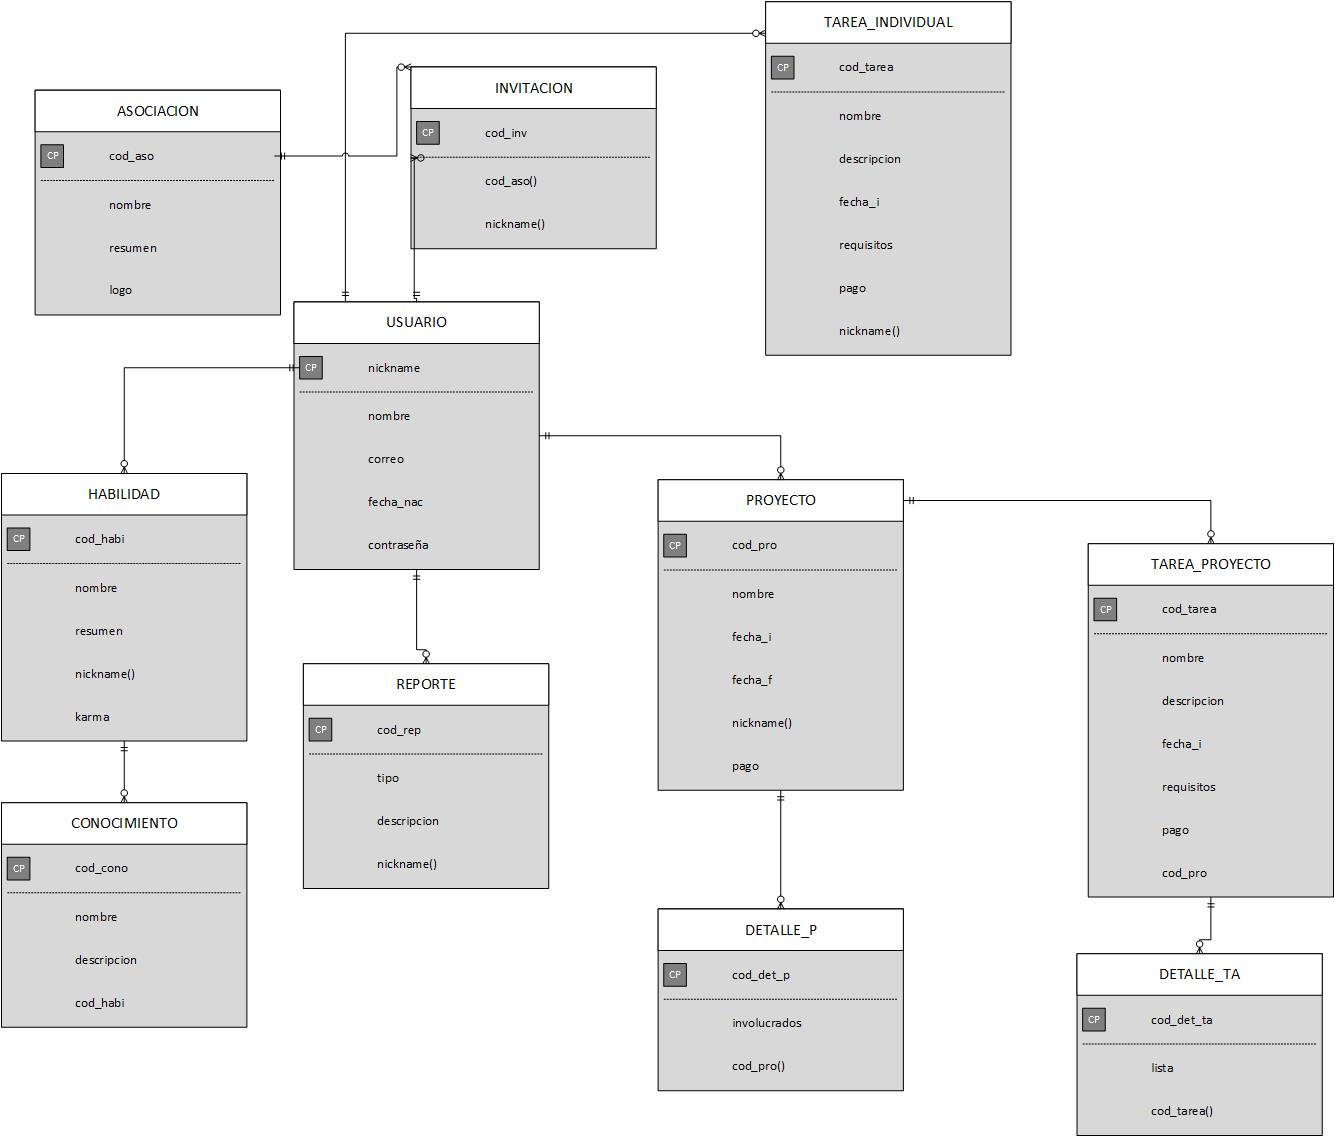 TAREA_INDIVIDUAL
CP cod_tarea
nombre
descripcion
fecha_i
requisitos
pago
nickname()
INVITACION
CP cod_inv
cod_aso()
nickname()
ASOCIACION
CP cod_aso
nombre
resumen
logo
USUARIO
CP nickname
nombre
correo
fecha_nac
contraseña
HABILIDAD
CP cod_habi
nombre
resumen
nickname()
karma
PROYECTO
CP cod_pro
nombre
fecha_i
fecha_f
nickname()
pago
TAREA_PROYECTO
CP cod_tarea
nombre
descripcion
fecha_i
requisitos
pago
cod_pro
REPORTE
CP cod_rep
tipo
descripcion
nickname()
CONOCIMIENTO
CP cod_cono
nombre
descripcion
cod_habi
DETALLE_P
CP cod_det_p
involucrados
cod_pro()
DETALLE_TA
CP cod_det_ta
lista
cod_tarea()